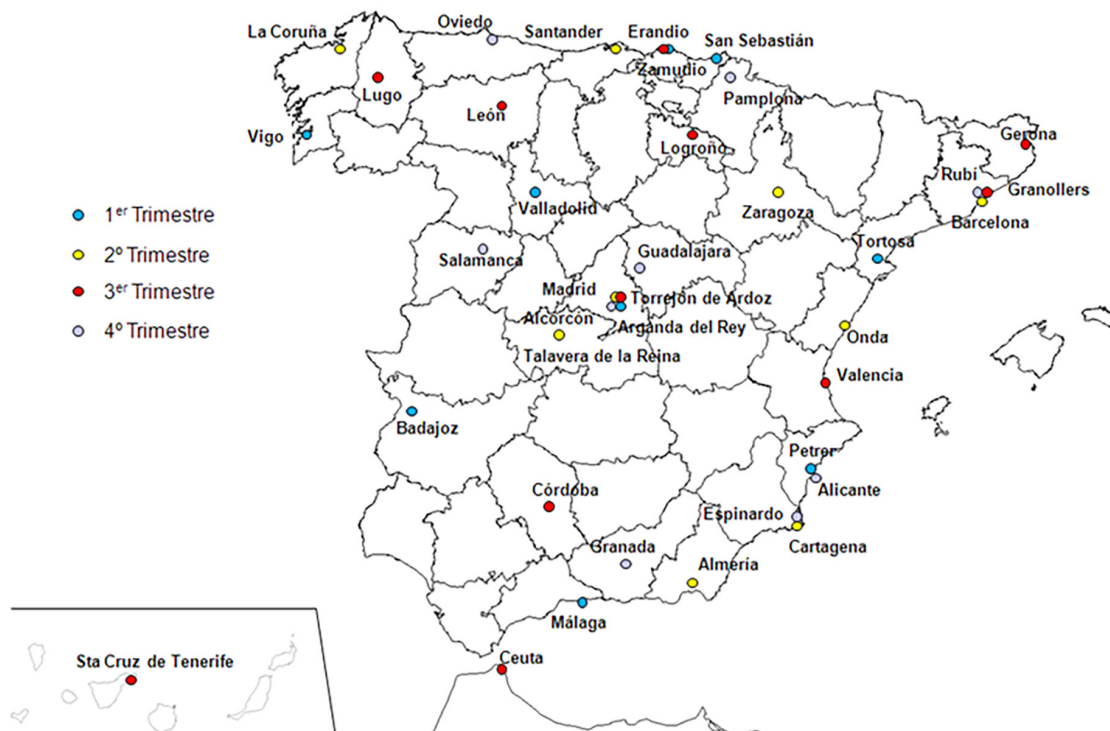 Oviedo
La Coruña
Santander
Erandio
San Sebastián
Zamudio
Lugo
León
Pamplona
Vigo
Logroño
Gerona
Rubí
Granollers
Valladolid
Zaragoza
Barcelona
1er Trimestre
2º Trimestre
3er Trimestre
4º Trimestre
Salamanca
Guadalajara
Tortosa
Madrid
Torrejón de Ardoz
Alcorcón
Arganda del Rey
Onda
Talavera de la Reina
Valencia
Badajoz
Petrer
Alicante
Córdoba
Espinardo
Cartagena
Granada
Almería
Málaga
Ceuta
Sta Cruz de Tenerife